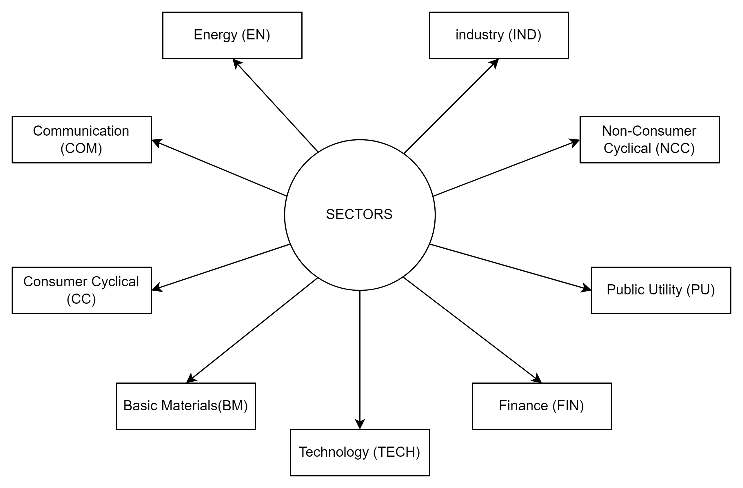 Energy (EN)
industry (IND)
Communication
(COM)
Non-Consumer
Cyclical (NCC)
SECTORS
Consumer Cyclical
(CC)
Public Utility (PU)
Basic Materials(BM)
Finance (FIN)
Technology (TECH)